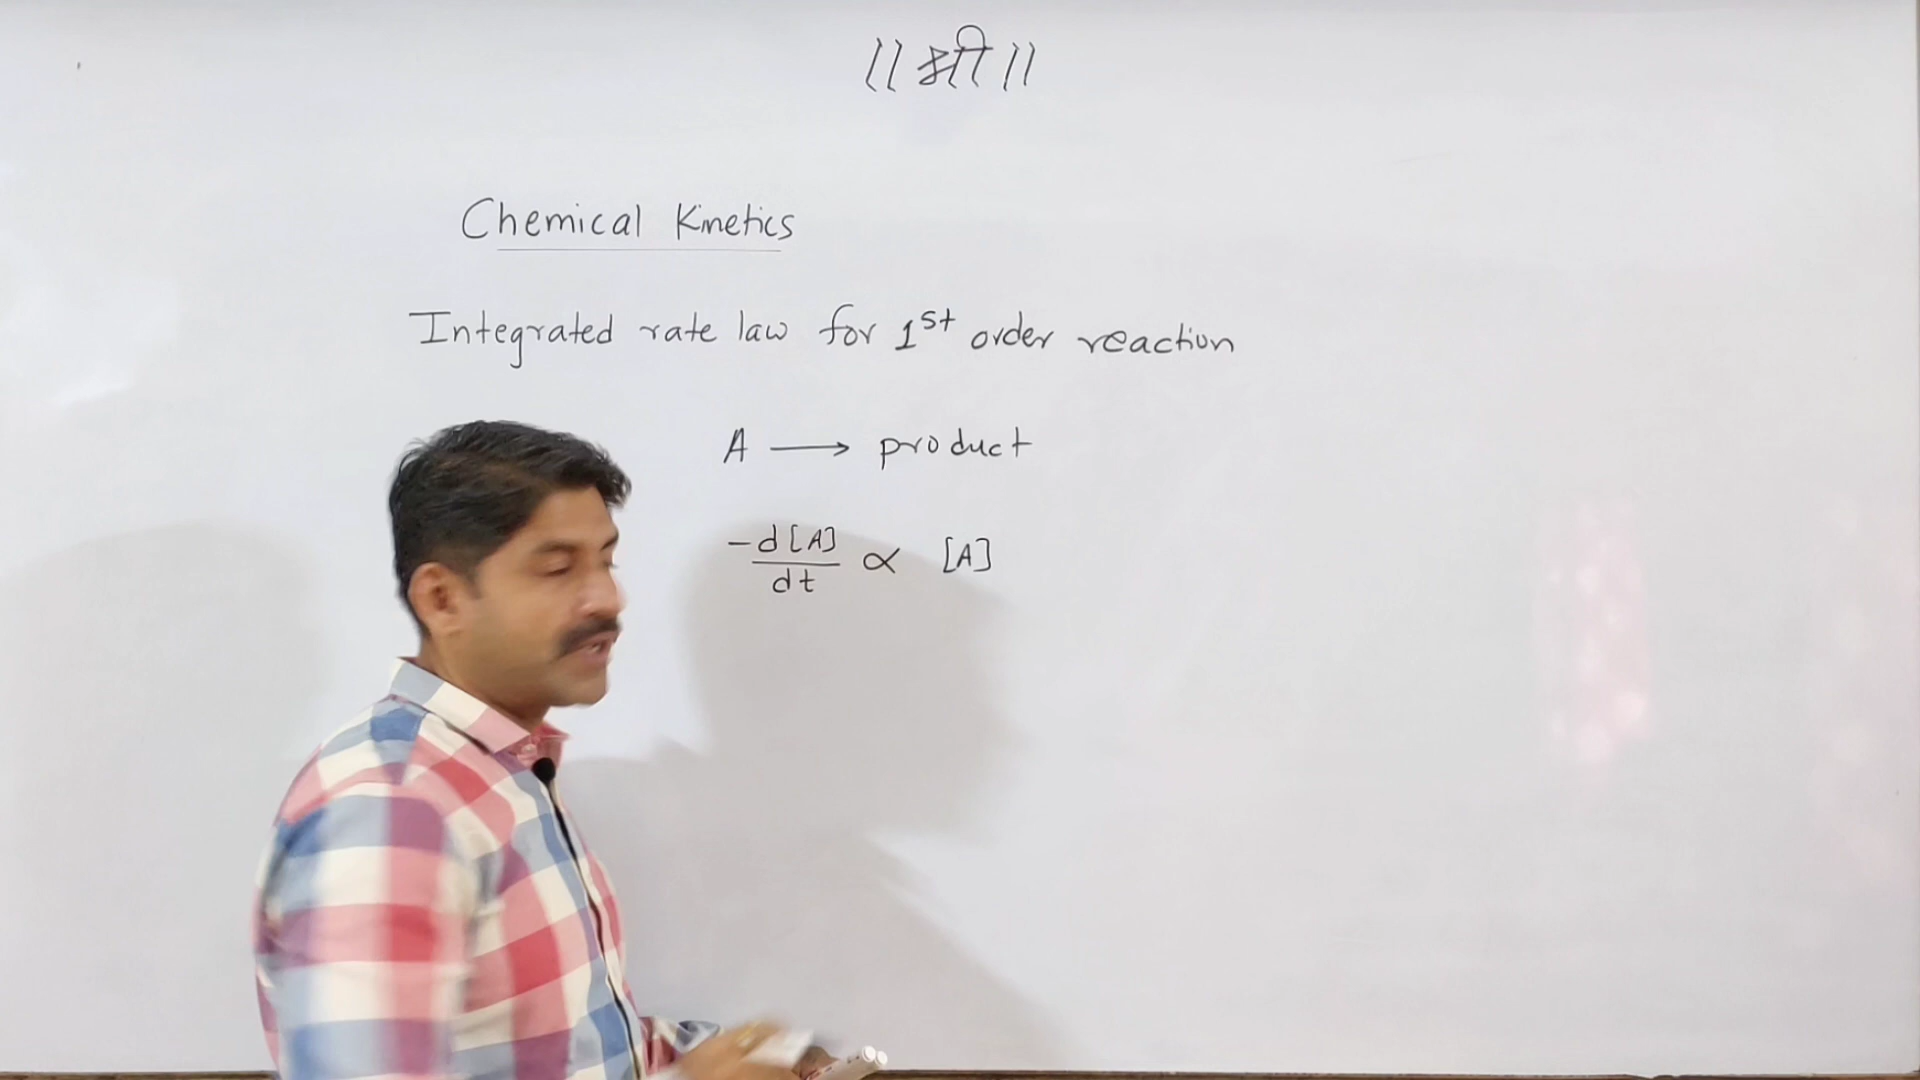 ॥ श्री ॥
Chemical Kinetics
Integrated rate law for 1st order reaction
A ⟶ product
-d[A]/dt ∝ [A]